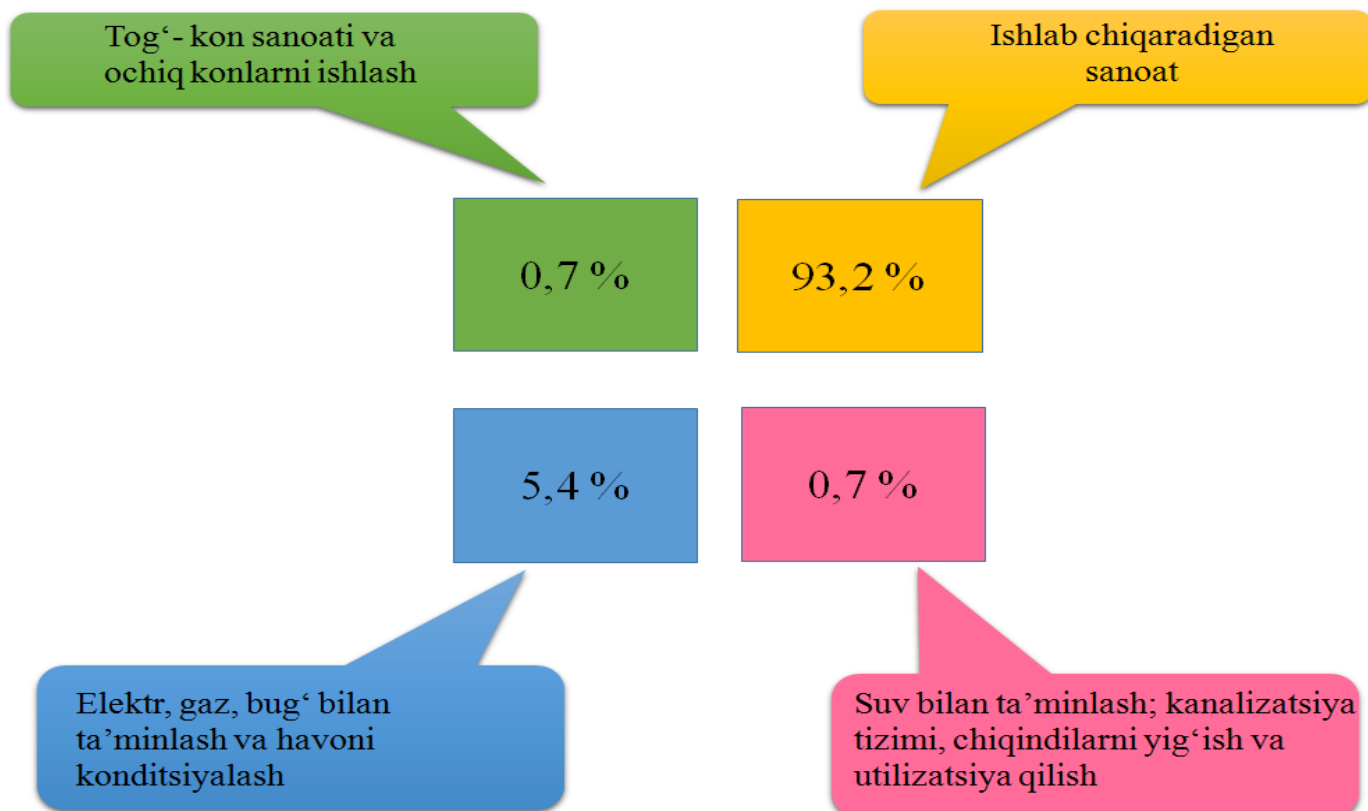 Tog‘- kon sanoati va
ochiq konlarni ishlash
Ishlab chiqaradigan
sanoat
0,7 %
93,2 %
5,4 %
0,7 %
Elektr, gaz, bug‘ bilan
ta’minlash va havoni
konditsiyalash
Suv bilan ta’minlash; kanalizatsiya
tizimi, chiqindilarni yig‘ish va
utilizatsiya qilish